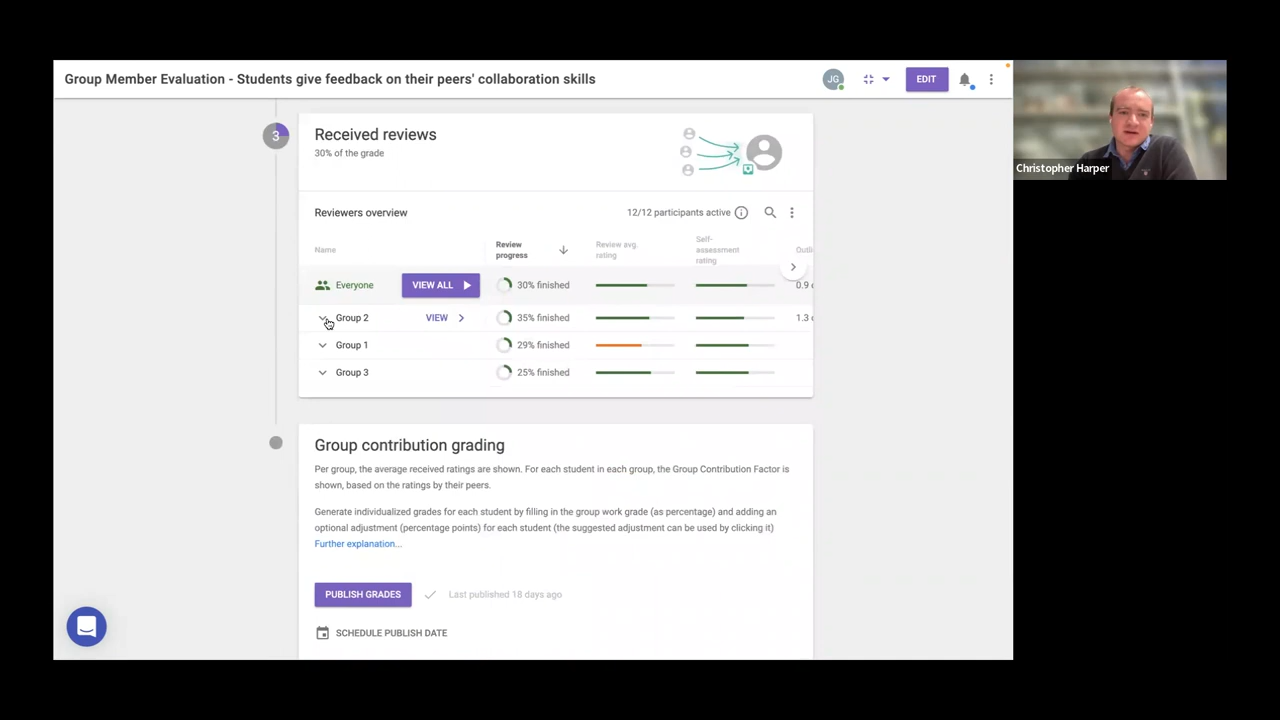 Group Member Evaluation - Students give feedback on their peers' collaboration skills
JG
EDIT
Christopher Harper
3
Received reviews
30% of the grade
Reviewers overview
12/12 participants active
Name
Review progress
Review avg. rating
Self-assessment rating
Everyone
VIEW ALL
30% finished
0.9
Group 2
VIEW
35% finished
1.3
Group 1
29% finished
Group 3
25% finished
Group contribution grading
Per group, the average received ratings are shown. For each student in each group, the Group Contribution Factor is
shown, based on the ratings by their peers.
Generate individualized grades for each student by filling in the group work grade (as percentage) and adding an
optional adjustment (percentage points) for each student (the suggested adjustment can be used by clicking it)
Further explanation...
PUBLISH GRADES
Last published 18 days ago
SCHEDULE PUBLISH DATE